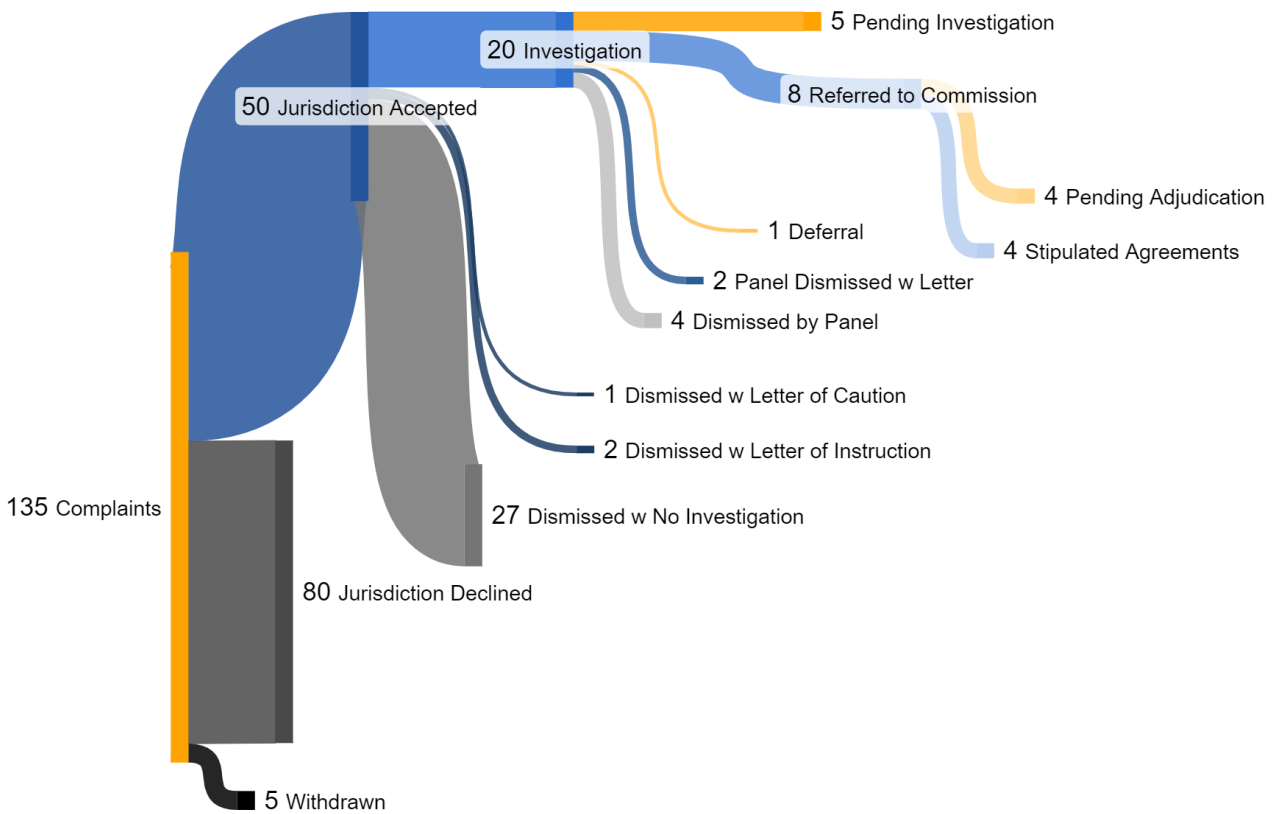 5 Pending Investigation
20 Investigation
8 Referred to Commission
50 Jurisdiction Accepted
4 Pending Adjudication
1 Deferral
4 Stipulated Agreements
2 Panel Dismissed w Letter
4 Dismissed by Panel
1 Dismissed w Letter of Caution
2 Dismissed w Letter of Instruction
135 Complaints
27 Dismissed w No Investigation
80 Jurisdiction Declined
5 Withdrawn